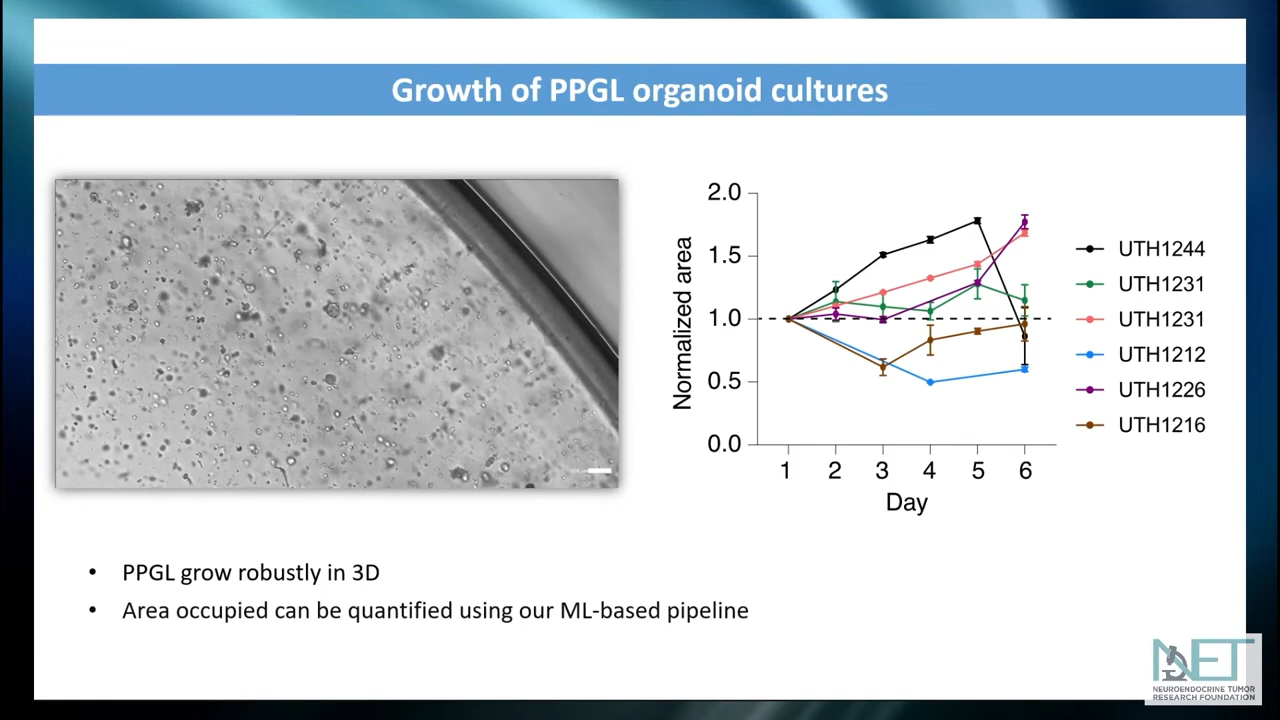 Growth of PPGL organoid cultures
2.0
1.5
1.0
0.5
0.0
Normalized area
1 2 3 4 5 6
Day
UTH1244
UTH1231
UTH1231
UTH1212
UTH1226
UTH1216
• PPGL grow robustly in 3D
• Area occupied can be quantified using our ML-based pipeline
NET
NEUROENDOCRINE TUMOR
RESEARCH FOUNDATION